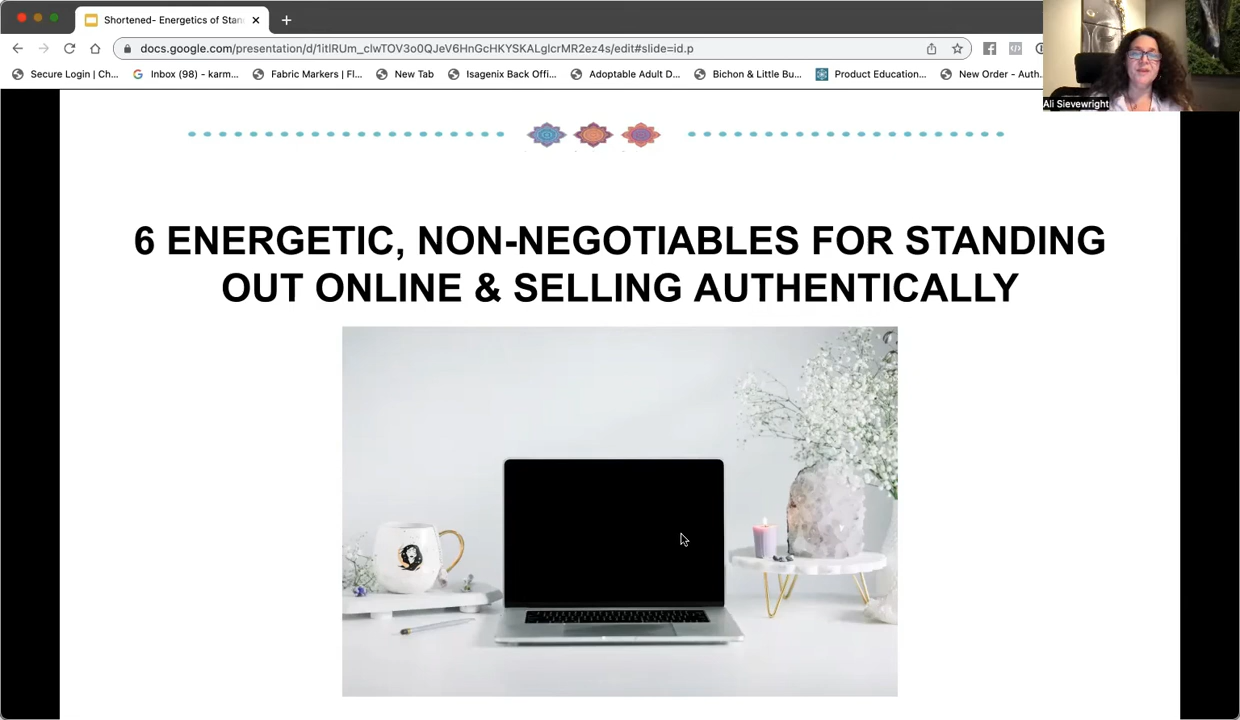 Shortened- Energetics of Stan
docs.google.com/presentation/d/1itlRUm_clwTOV3o0QJeV6HnGcHKYSKALglcrMR2ez4s/edit#slide=id.p
Secure Login | Ch... Inbox (98) - karm... Fabric Markers | Fl... New Tab Isagenix Back Offi... Adoptable Adult D... Bichon & Little Bu... Product Education... New Order - Auth...
Ali Sievewright
6 ENERGETIC, NON-NEGOTIABLES FOR STANDING
OUT ONLINE & SELLING AUTHENTICALLY